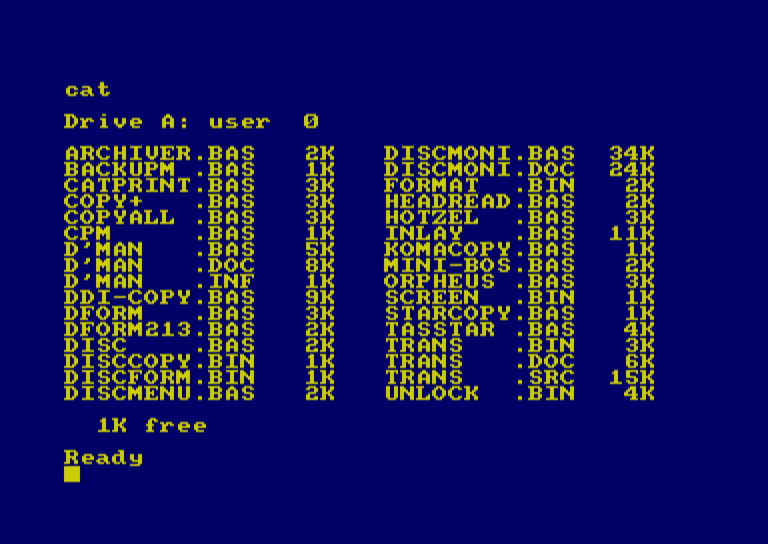 cat
Drive A: user  0
ARCHIVER.BAS   2K   DISCMONI.BAS  34K
BACKUPM .BAS   1K   DISCMONI.DOC  24K
CATPRINT.BAS   3K   FORMAT  .BIN   2K
COPY+   .BAS   3K   HEADREAD.BAS   2K
COPYALL .BAS   3K   HOTZEL  .BAS   3K
CPM     .BAS   1K   INLAY   .BAS  11K
D'MAN   .BAS   5K   KOMACOPY.BAS   1K
D'MAN   .DOC   8K   MINI-BOS.BAS   2K
D'MAN   .INF   1K   ORPHEUS .BAS   3K
DDI-COPY.BAS   9K   SCREEN  .BIN   1K
DFORM   .BAS   3K   STARCOPY.BAS   1K
DFORM213.BAS   2K   TASSTAR .BAS   4K
DISC    .BAS   2K   TRANS   .BIN   3K
DISCCOPY.BIN   1K   TRANS   .DOC   6K
DISCFORM.BIN   1K   TRANS   .SRC  15K
DISCMENU.BAS   2K   UNLOCK  .BIN   4K
1K free
Ready